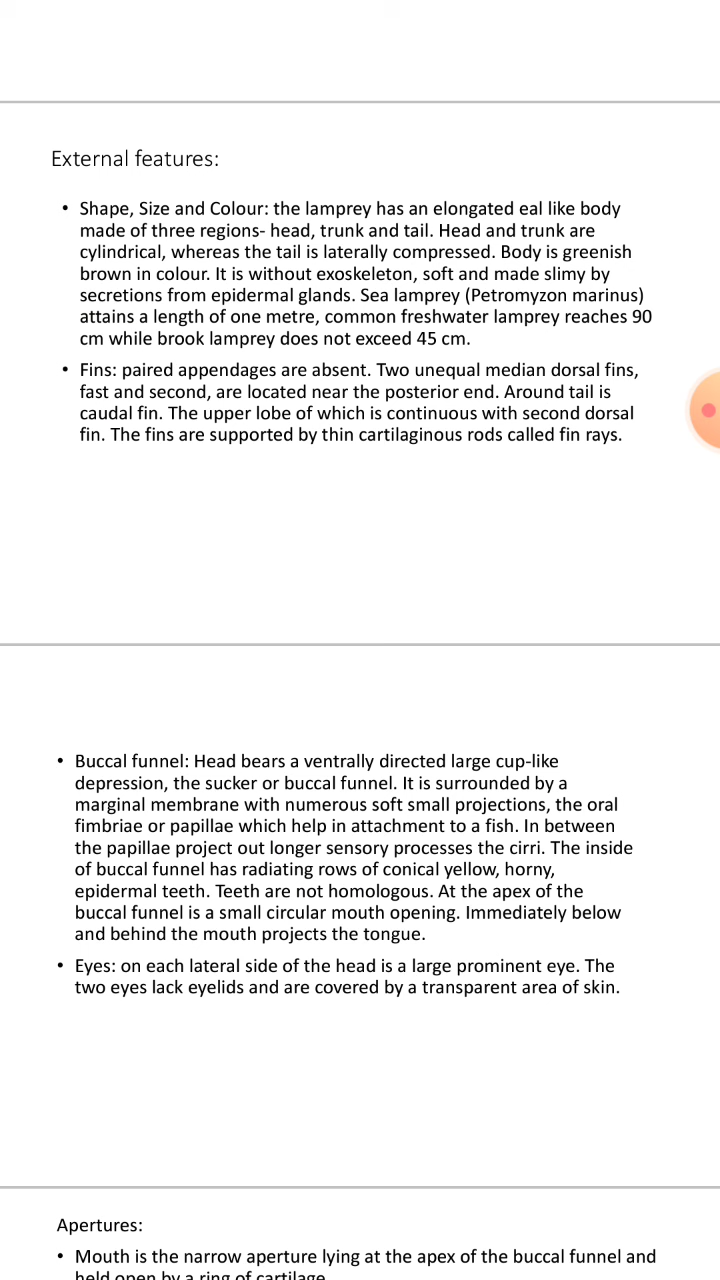 External features:
• Shape, Size and Colour: the lamprey has an elongated eal like body
made of three regions- head, trunk and tail. Head and trunk are
cylindrical, whereas the tail is laterally compressed. Body is greenish
brown in colour. It is without exoskeleton, soft and made slimy by
secretions from epidermal glands. Sea lamprey (Petromyzon marinus)
attains a length of one metre, common freshwater lamprey reaches 90
cm while brook lamprey does not exceed 45 cm.
• Fins: paired appendages are absent. Two unequal median dorsal fins,
fast and second, are located near the posterior end. Around tail is
caudal fin. The upper lobe of which is continuous with second dorsal
fin. The fins are supported by thin cartilaginous rods called fin rays.
• Buccal funnel: Head bears a ventrally directed large cup-like
depression, the sucker or buccal funnel. It is surrounded by a
marginal membrane with numerous soft small projections, the oral
fimbriae or papillae which help in attachment to a fish. In between
the papillae project out longer sensory processes the cirri. The inside
of buccal funnel has radiating rows of conical yellow, horny,
epidermal teeth. Teeth are not homologous. At the apex of the
buccal funnel is a small circular mouth opening. Immediately below
and behind the mouth projects the tongue.
• Eyes: on each lateral side of the head is a large prominent eye. The
two eyes lack eyelids and are covered by a transparent area of skin.
Apertures:
• Mouth is the narrow aperture lying at the apex of the buccal funnel and
held open by a ring of cartilage